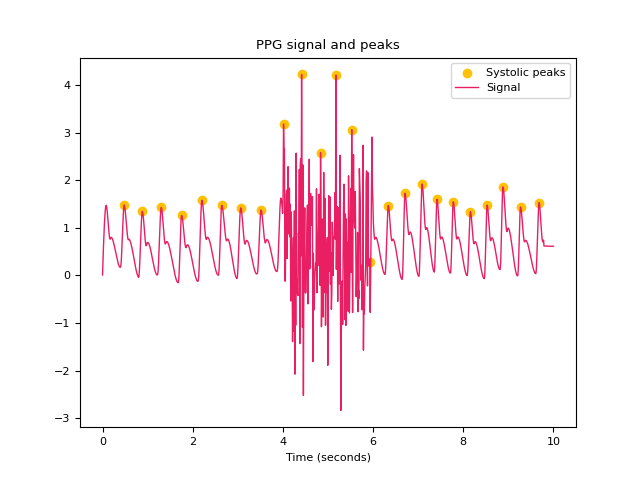 PPG signal and peaks
Systolic peaks
Signal
4
3
2
1
0
−1
−2
−3
0 2 4 6 8 10
Time (seconds)